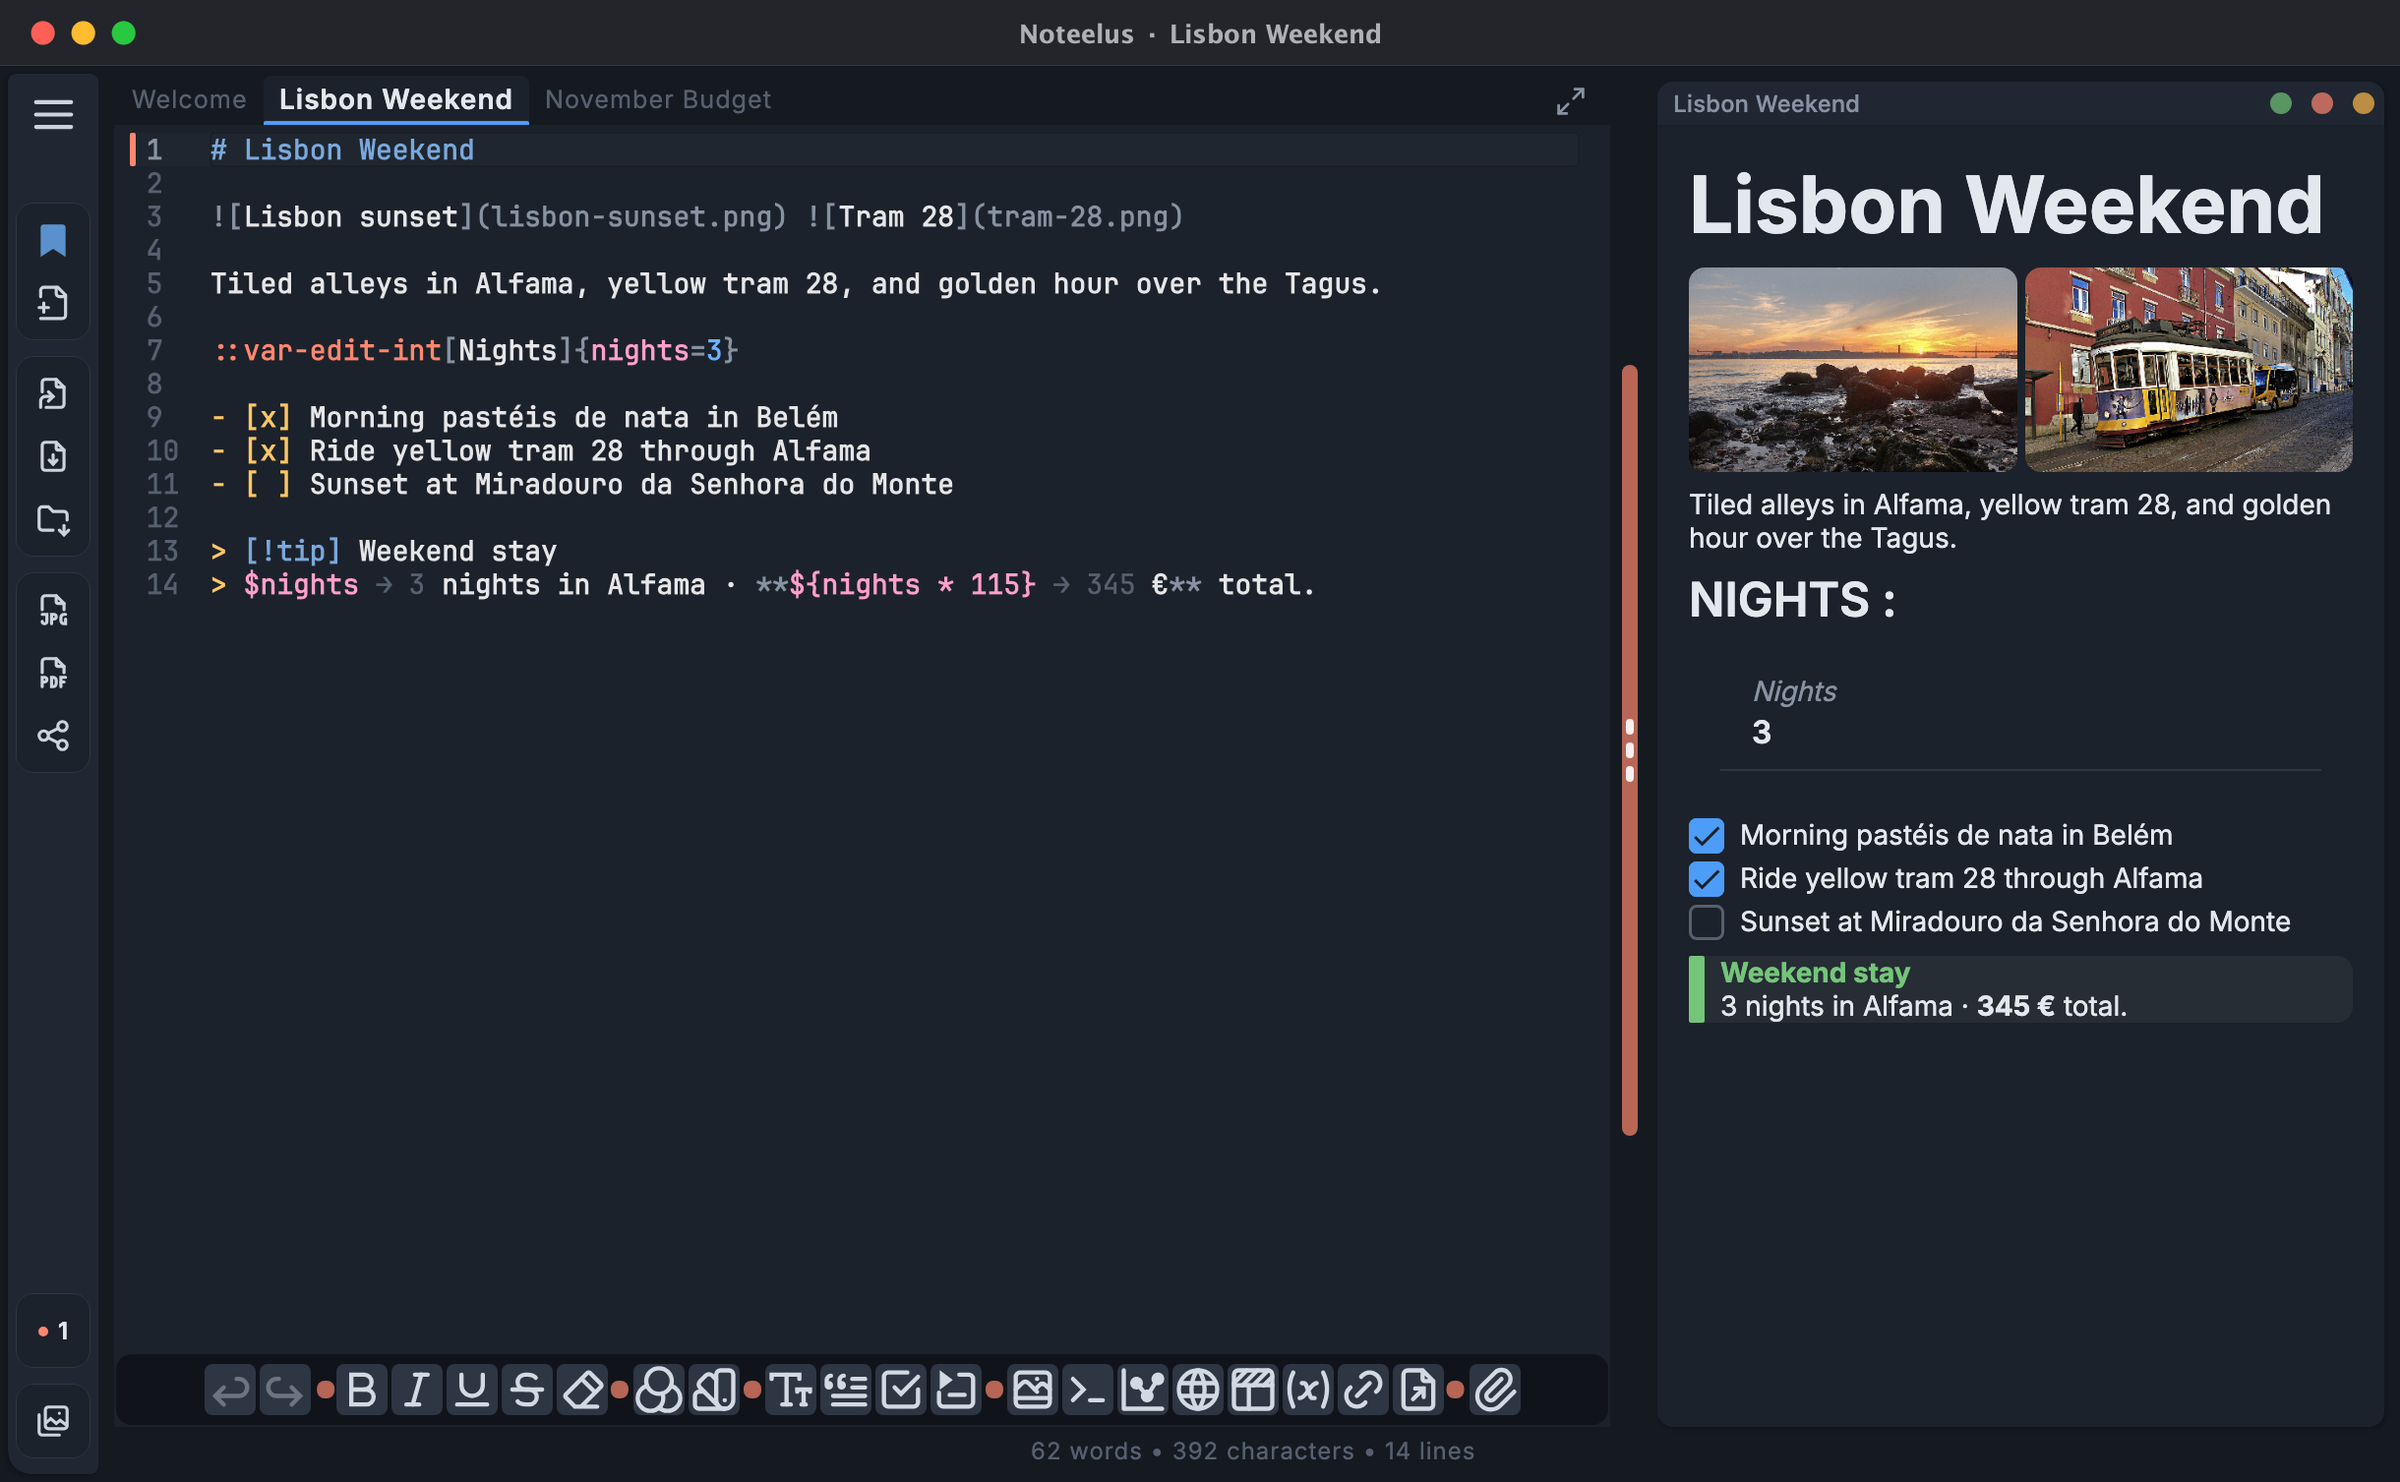 Noteelus · Lisbon Weekend
Welcome
Lisbon Weekend
November Budget
1 # Lisbon Weekend
2
3 ![Lisbon sunset](lisbon-sunset.png) ![Tram 28](tram-28.png)
4
5 Tiled alleys in Alfama, yellow tram 28, and golden hour over the Tagus.
6
7 ::var-edit-int[Nights]{nights=3}
8
9 - [x] Morning pastéis de nata in Belém
10 - [x] Ride yellow tram 28 through Alfama
11 - [ ] Sunset at Miradouro da Senhora do Monte
12
13 > [!tip] Weekend stay
14 > $nights → 3 nights in Alfama · **${nights * 115} → 345 €** total.
JPG
PDF
• 1
62 words • 392 characters • 14 lines
Lisbon Weekend
Lisbon Weekend
Tiled alleys in Alfama, yellow tram 28, and golden
hour over the Tagus.
NIGHTS :
Nights
3
Morning pastéis de nata in Belém
Ride yellow tram 28 through Alfama
Sunset at Miradouro da Senhora do Monte
Weekend stay
3 nights in Alfama · 345 € total.